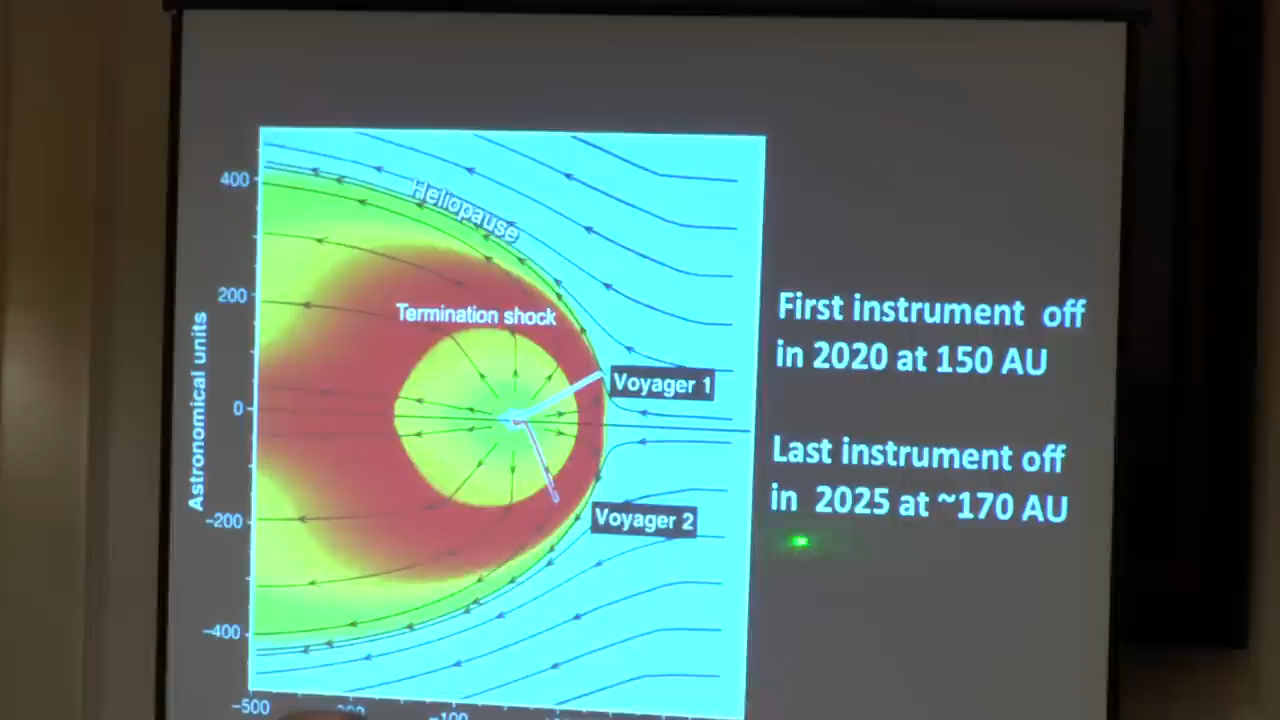 400
Heliopause
200
Termination shock
First instrument off
in 2020 at 150 AU
Astronomical units
Voyager 1
0
Last instrument off
in 2025 at ~170 AU
−200
Voyager 2
−400
−500